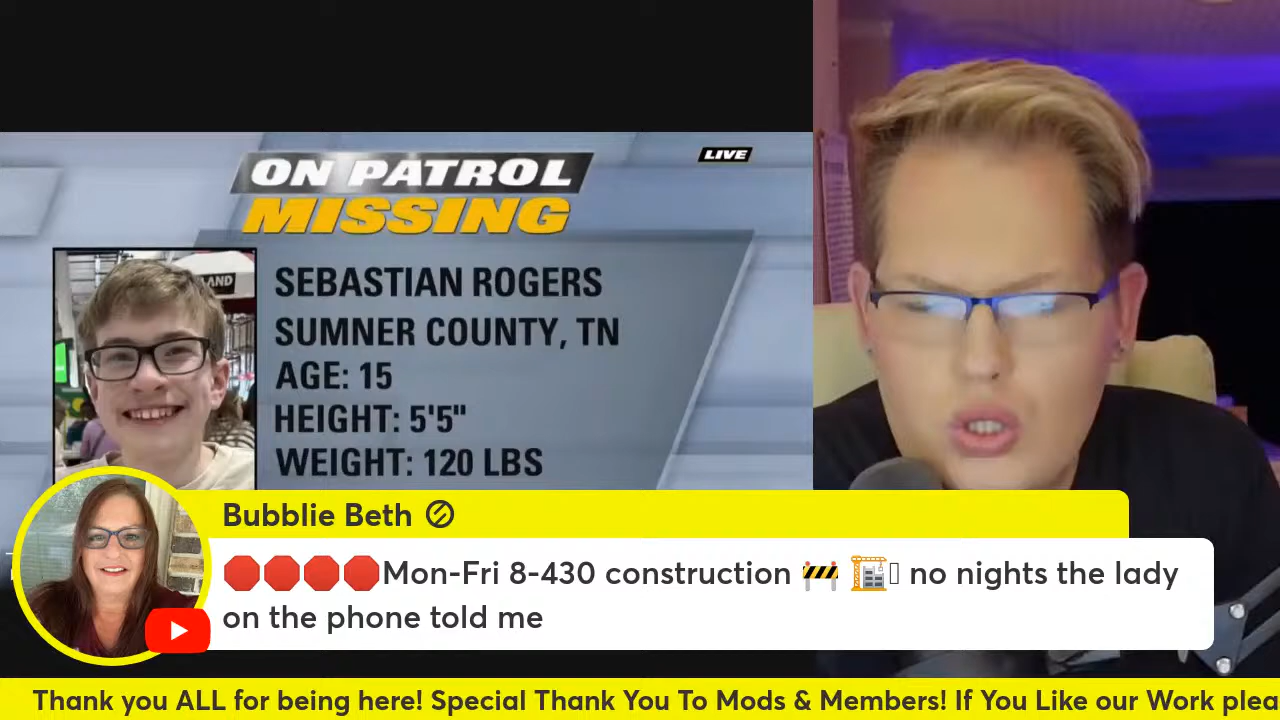 LIVE
ON PATROL
MISSING
LAND
SEBASTIAN ROGERS
SUMNER COUNTY, TN
AGE: 15
HEIGHT: 5'5"
WEIGHT: 120 LBS
Bubblie Beth
🛑🛑🛑🛑Mon-Fri 8-430 construction 🚧 🏗 no nights the lady
on the phone told me
Thank you ALL for being here! Special Thank You To Mods & Members! If You Like our Work plea